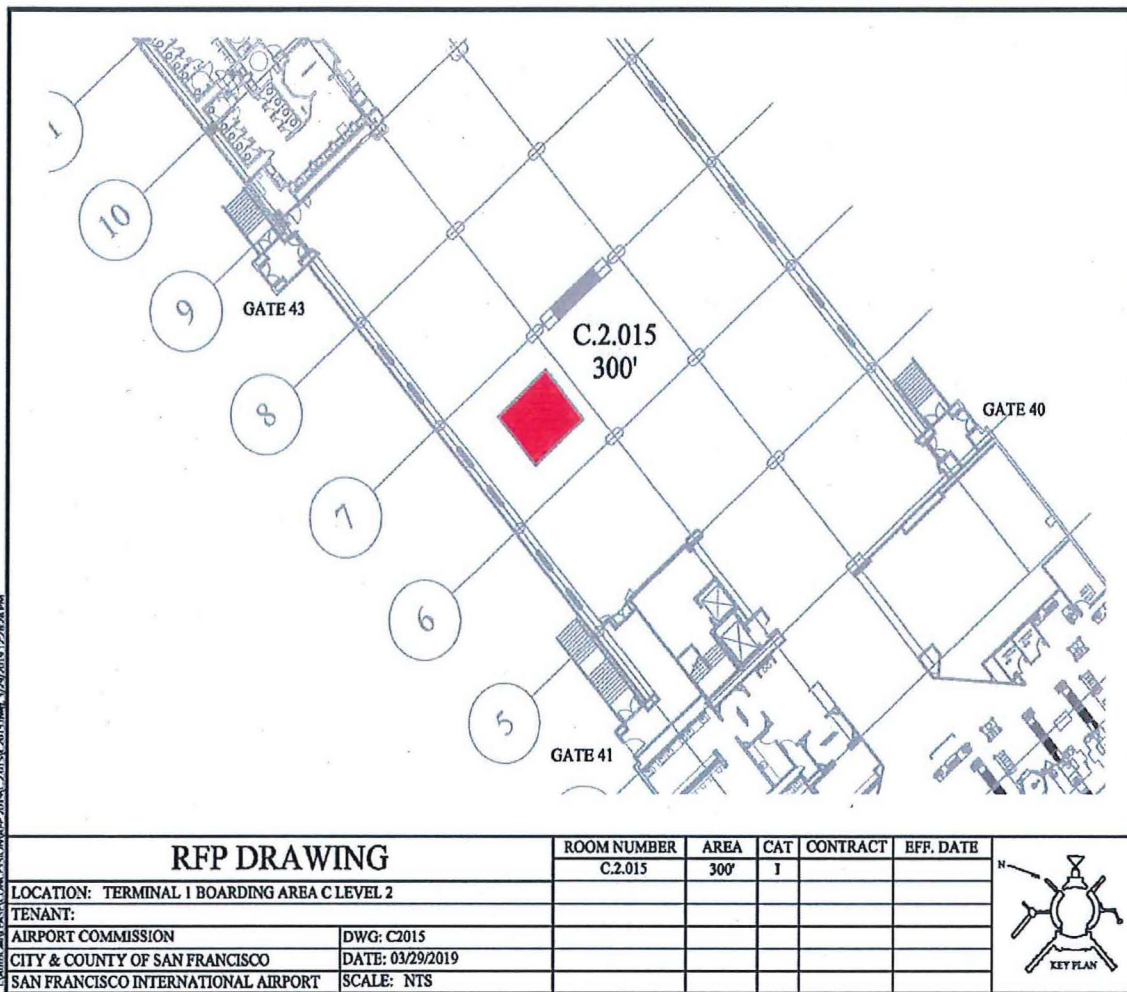 10
9
GATE 43
8
7
6
5
C.2.015
300'
GATE 40
GATE 41
RFP DRAWING
ROOM NUMBER AREA CAT CONTRACT EFF. DATE
C.2.015 300' 1
LOCATION: TERMINAL 1 BOARDING AREA C LEVEL 2
TENANT:
AIRPORT COMMISSION DWG: C2015
CITY & COUNTY OF SAN FRANCISCO DATE: 03/29/2019
SAN FRANCISCO INTERNATIONAL AIRPORT SCALE: NTS
N
KEY PLAN